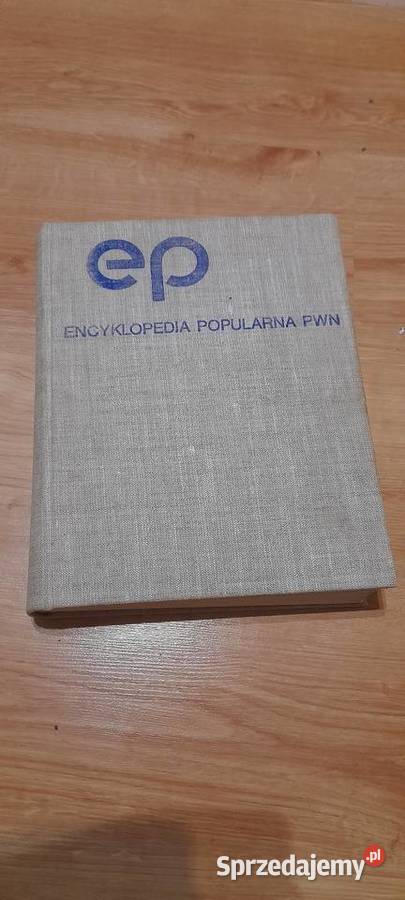 ep
ENCYKLOPEDIA POPULARNA PWN
Sprzedajemy.pl